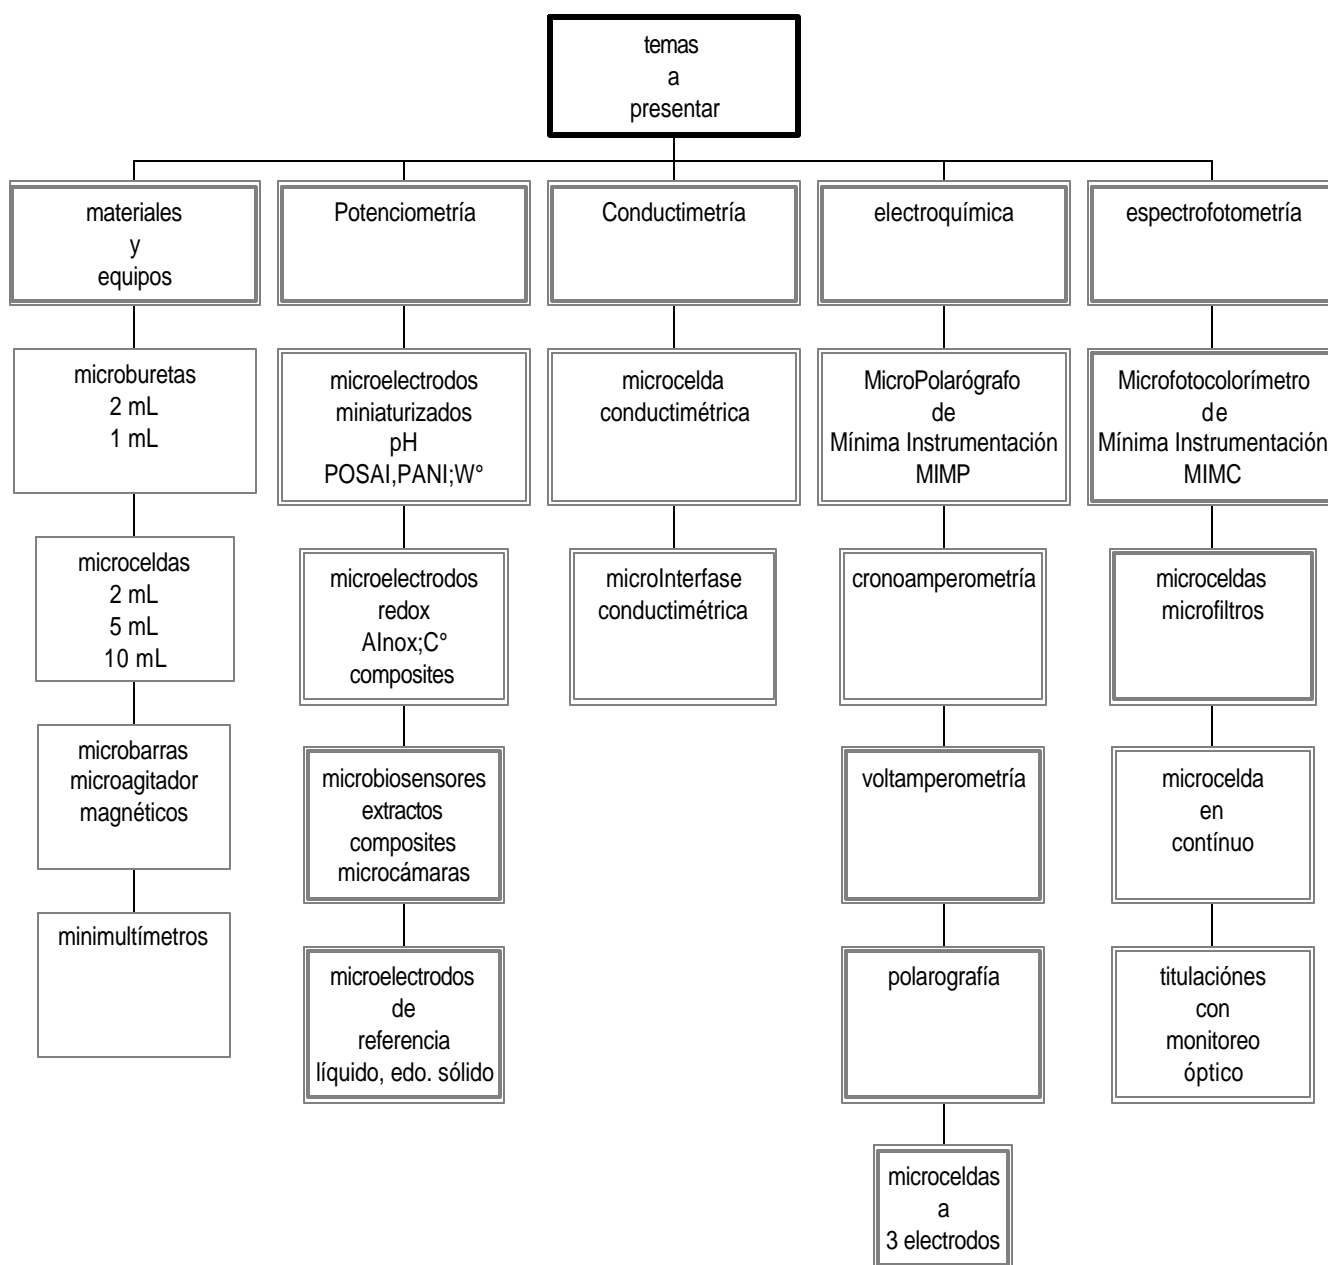 temas
a
presentar
materiales
y
equipos
Potenciometría
Conductimetría
electroquímica
espectrofotometría
microburetas
2 mL
1 mL
microelectrodos
miniaturizados
pH
POSAI,PANI;W°
microcelda
conductimétrica
MicroPolarógrafo
de
Mínima Instrumentación
MIMP
Microfotocolorímetro
de
Mínima Instrumentación
MIMC
microceldas
2 mL
5 mL
10 mL
microelectrodos
redox
AInox;C°
composites
microInterfase
conductimétrica
cronoamperometría
microceldas
microfiltros
microbarras
microagitador
magnéticos
microbiosensores
extractos
composites
microcámaras
voltamperometría
microcelda
en
contínuo
minimultímetros
microelectrodos
de
referencia
líquido, edo. sólido
polarografía
titulaciónes
con
monitoreo
óptico
microceldas
a
3 electrodos